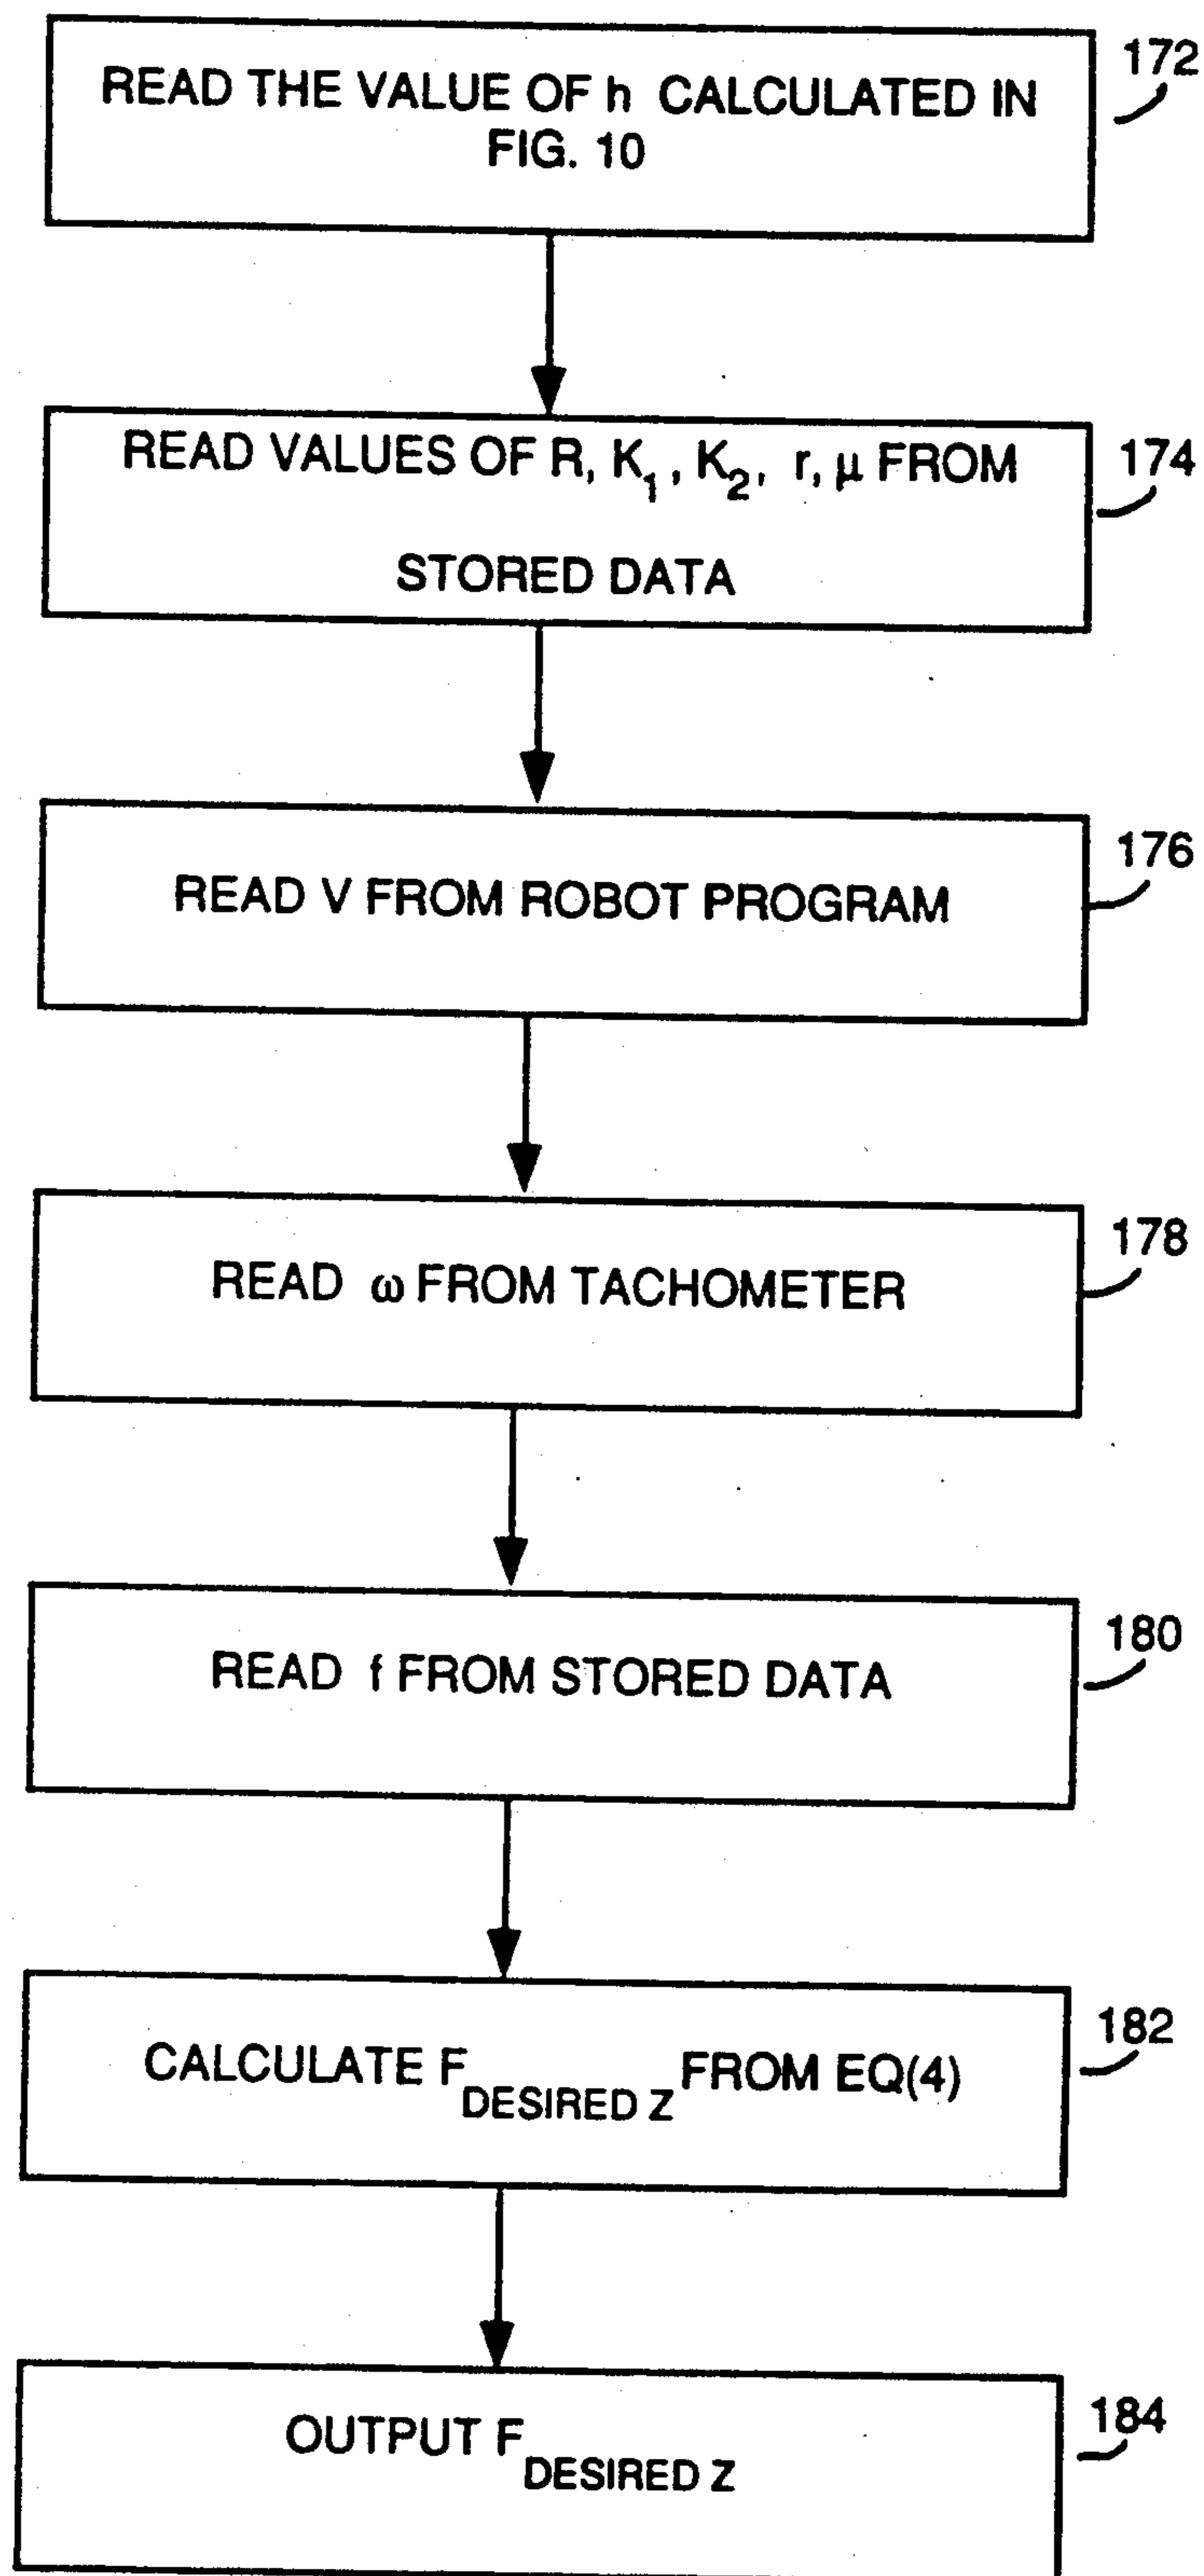 READ THE VALUE OF h CALCULATED IN
FIG. 10
172
READ VALUES OF R, K₁, K₂, r, μ FROM
STORED DATA
174
READ V FROM ROBOT PROGRAM
176
READ ω FROM TACHOMETER
178
READ f FROM STORED DATA
180
CALCULATE F DESIRED Z FROM EQ(4)
182
OUTPUT F DESIRED Z
184